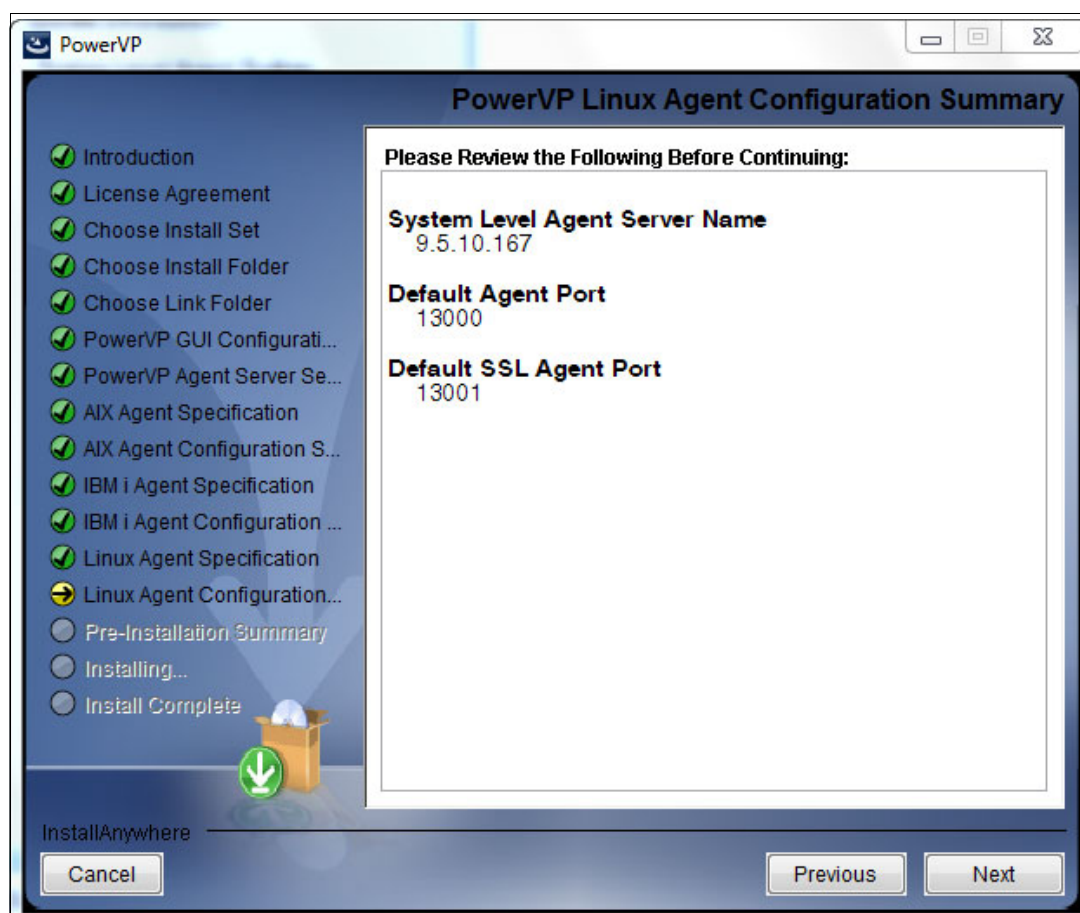 PowerVP
PowerVP Linux Agent Configuration Summary
Introduction
License Agreement
Choose Install Set
Choose Install Folder
Choose Link Folder
PowerVP GUI Configurati...
PowerVP Agent Server Se...
AIX Agent Specification
AIX Agent Configuration S...
IBM i Agent Specification
IBM i Agent Configuration ...
Linux Agent Specification
Linux Agent Configuration...
Pre-Installation Summary
Installing...
Install Complete
Please Review the Following Before Continuing:
System Level Agent Server Name
9.5.10.167
Default Agent Port
13000
Default SSL Agent Port
13001
InstallAnywhere
Cancel
Previous
Next